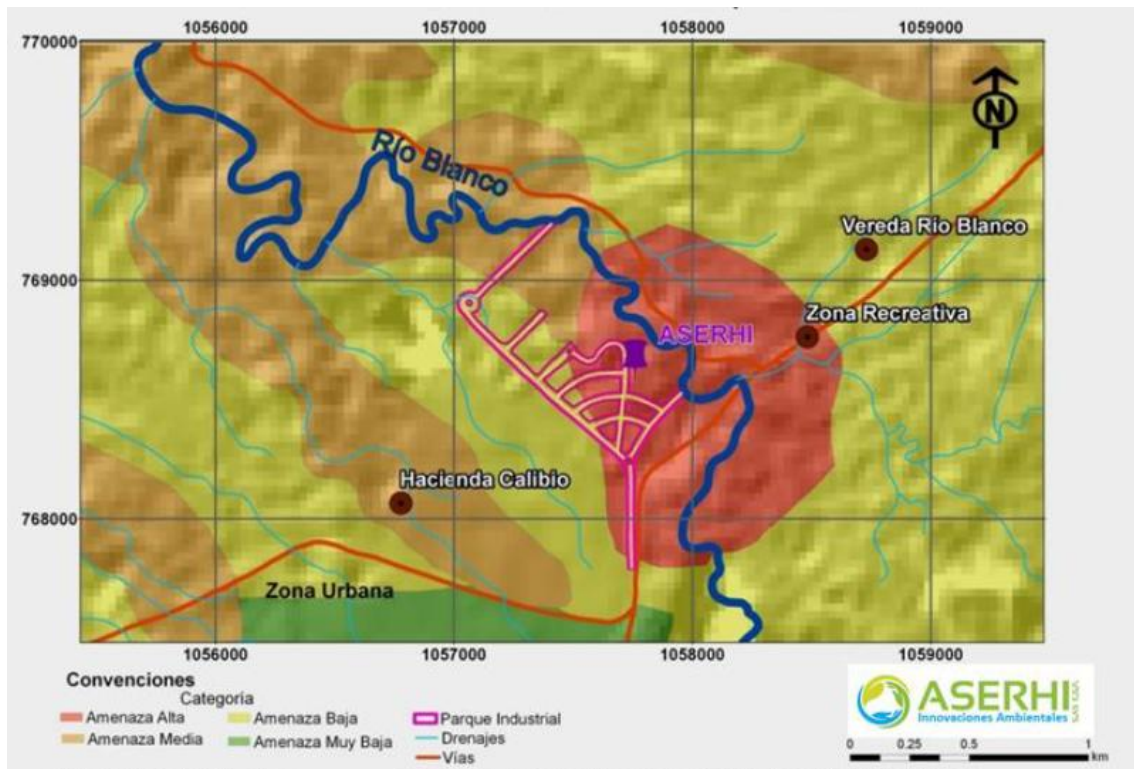 1056000 1057000 1058000 1059000
770000
Río Blanco
Vereda Rio Blanco
769000
Zona Recreativa
ASERHI
Hacienda Calibio
768000
Zona Urbana
1056000 1057000 1058000 1059000
N
Convenciones
Categoría
Amenaza Alta
Amenaza Media
Amenaza Baja
Amenaza Muy Baja
Parque Industrial
Drenajes
Vías
ASERHI
Innovaciones Ambientales
0 0.25 0.5 1
km